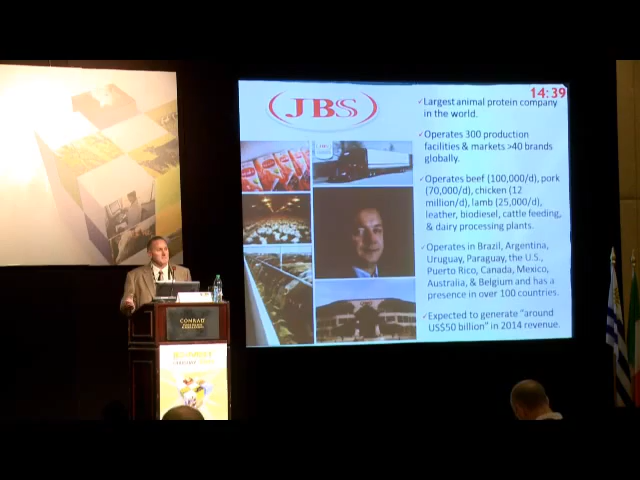 14:39
JBS
✓Largest animal protein company
in the world.
✓Operates 300 production
facilities & markets >40 brands
globally.
✓Operates beef (100,000/d), pork
(70,000/d), chicken (12
million/d), lamb (25,000/d),
leather, biodiesel, cattle feeding,
& dairy processing plants.
✓Operates in Brazil, Argentina,
Uruguay, Paraguay, the U.S.,
Puerto Rico, Canada, Mexico,
Australia, & Belgium and has a
presence in over 100 countries.
✓Expected to generate "around
US$50 billion" in 2014 revenue.
CONRAD